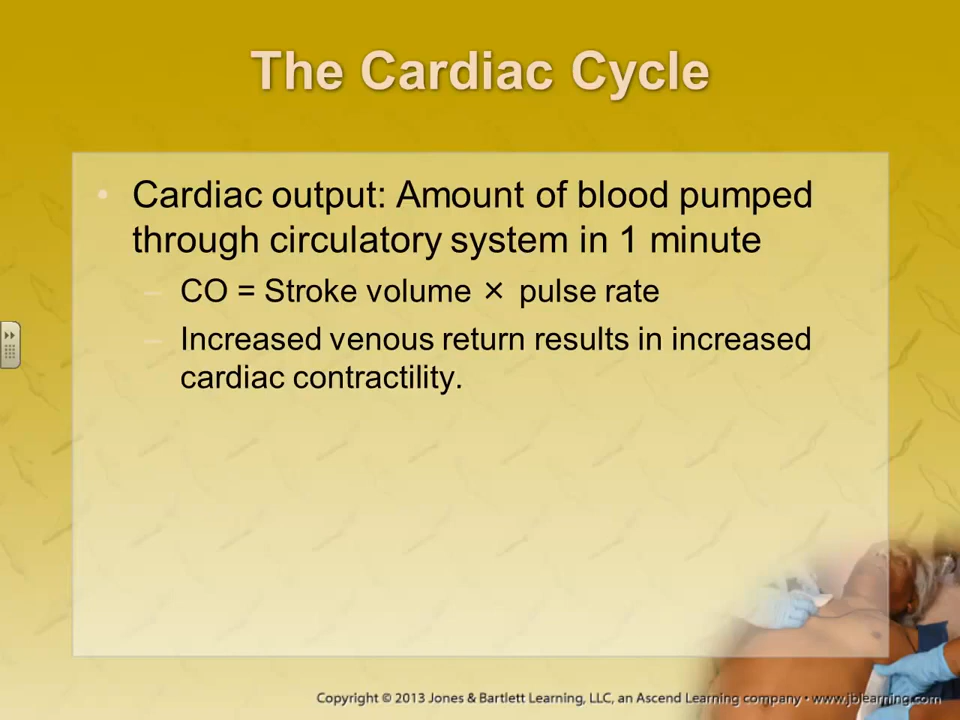 The Cardiac Cycle
• Cardiac output: Amount of blood pumped
through circulatory system in 1 minute
– CO = Stroke volume × pulse rate
– Increased venous return results in increased
cardiac contractility.
Copyright © 2013 Jones & Bartlett Learning, LLC, an Ascend Learning company • www.jblearning.com